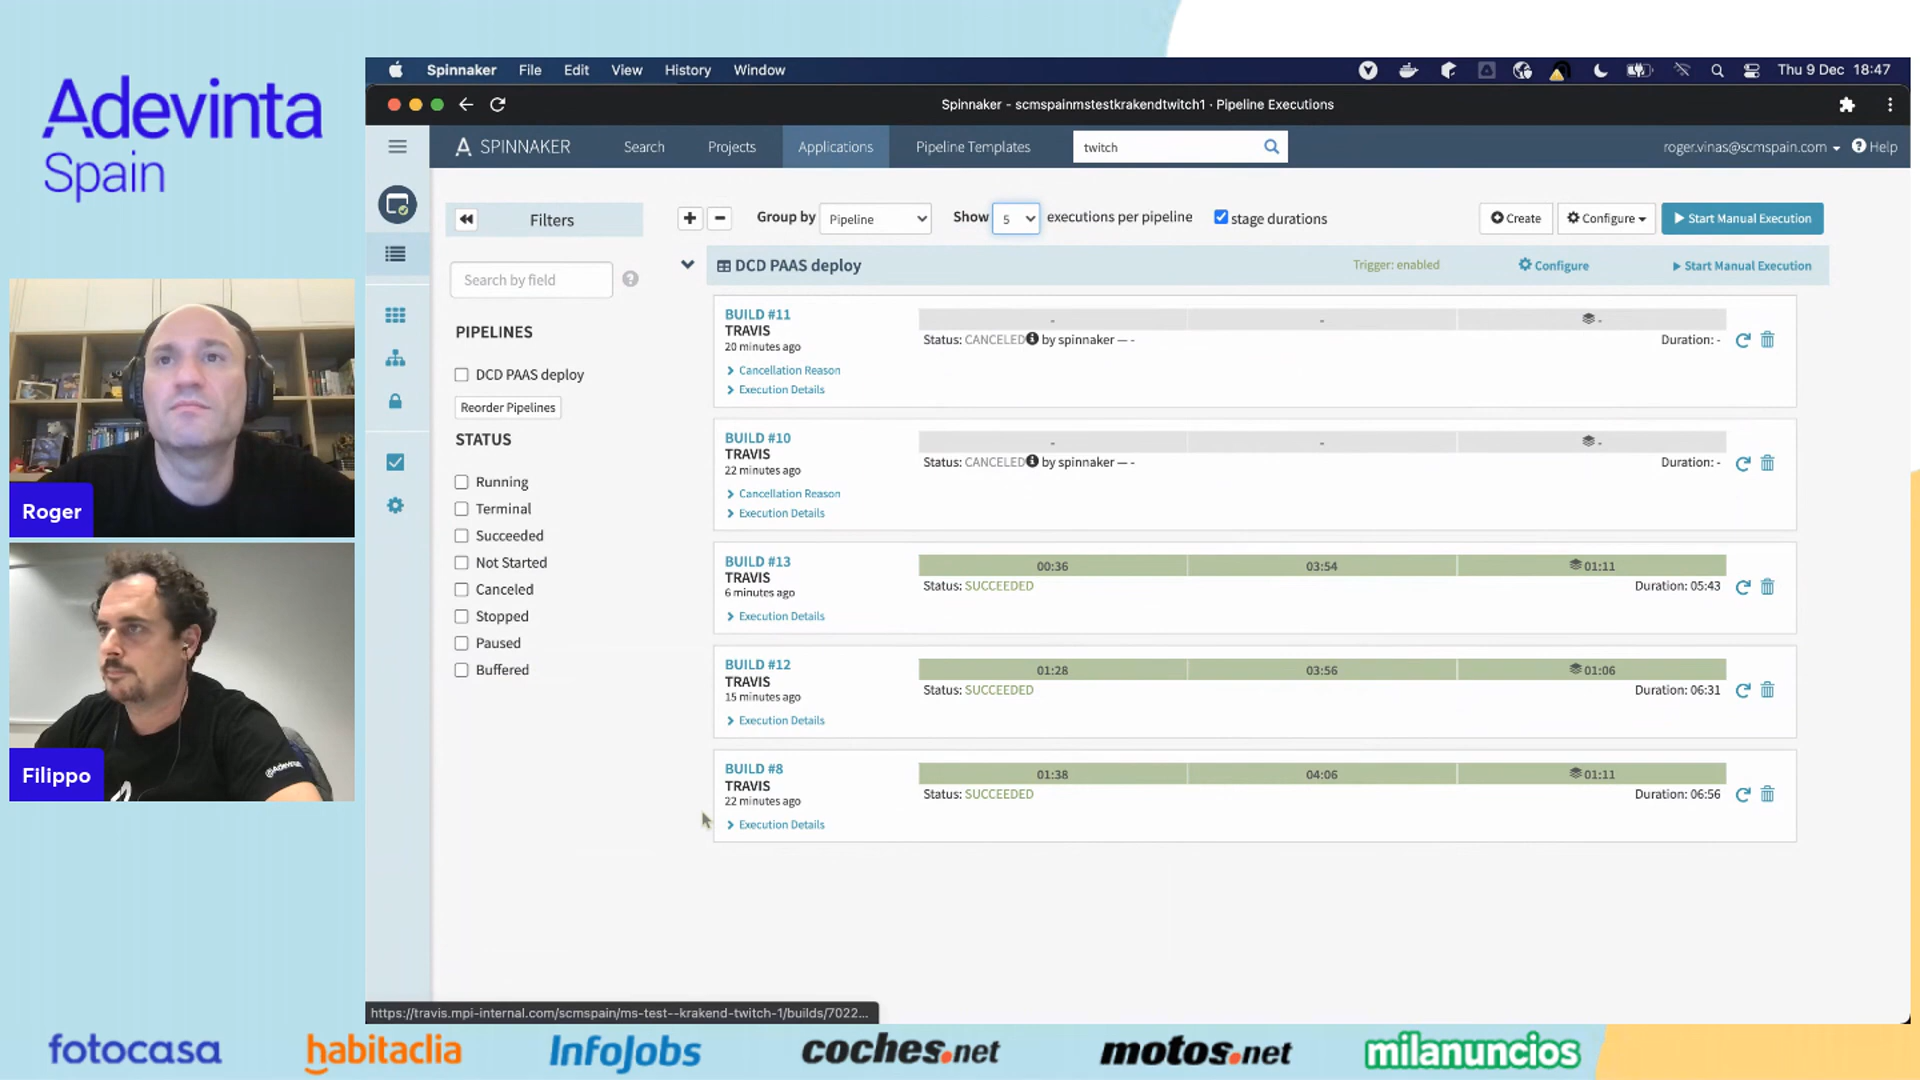 Adevinta
Spain
Spinnaker File Edit View History Window
Thu 9 Dec 18:47
Spinnaker - scmspainmstestkrakendtwitch1 · Pipeline Executions
SPINNAKER
Search
Projects
Applications
Pipeline Templates
twitch
roger.vinas@scmspain.com
Help
Filters
Group by
Pipeline
Show
5
executions per pipeline
stage durations
Create
Configure
Start Manual Execution
Search by field
PIPELINES
DCD PAAS deploy
Reorder Pipelines
STATUS
Running
Terminal
Succeeded
Not Started
Canceled
Stopped
Paused
Buffered
DCD PAAS deploy
Trigger: enabled
Configure
Start Manual Execution
BUILD #11
TRAVIS
20 minutes ago
Cancellation Reason
Execution Details
- - -
Status: CANCELED by spinnaker — -
Duration: -
BUILD #10
TRAVIS
22 minutes ago
Cancellation Reason
Execution Details
- - -
Status: CANCELED by spinnaker — -
Duration: -
BUILD #13
TRAVIS
6 minutes ago
Execution Details
00:36 03:54 01:11
Status: SUCCEEDED
Duration: 05:43
BUILD #12
TRAVIS
15 minutes ago
Execution Details
01:28 03:56 01:06
Status: SUCCEEDED
Duration: 06:31
BUILD #8
TRAVIS
22 minutes ago
Execution Details
01:38 04:06 01:11
Status: SUCCEEDED
Duration: 06:56
https://travis.mpi-internal.com/scmspain/ms-test--krakend-twitch-1/builds/7022...
Roger
Filippo
Adevinta
fotocasa
habitaclia
InfoJobs
coches.net
motos.net
milanuncios